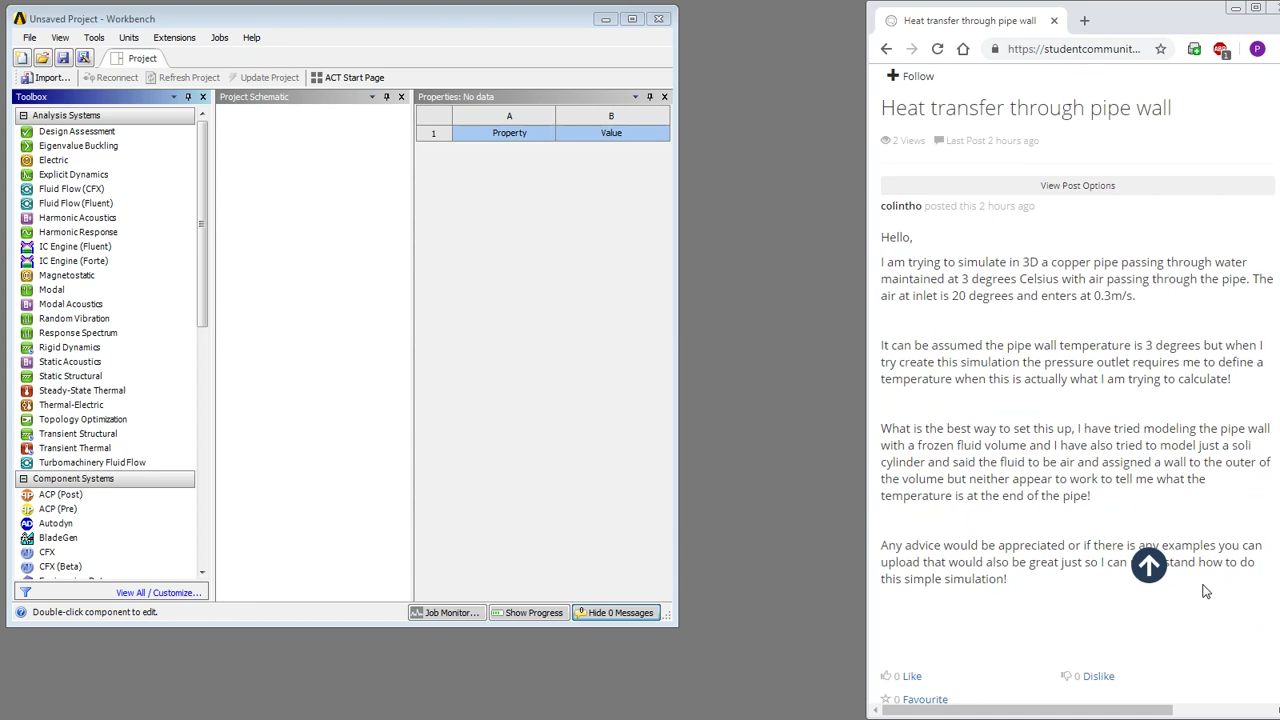 Unsaved Project - Workbench
File View Tools Units Extensions Jobs Help
Project
Import... Reconnect Refresh Project Update Project ACT Start Page
Toolbox
Analysis Systems
Design Assessment
Eigenvalue Buckling
Electric
Explicit Dynamics
Fluid Flow (CFX)
Fluid Flow (Fluent)
Harmonic Acoustics
Harmonic Response
IC Engine (Fluent)
IC Engine (Forte)
Magnetostatic
Modal
Modal Acoustics
Random Vibration
Response Spectrum
Rigid Dynamics
Static Acoustics
Static Structural
Steady-State Thermal
Thermal-Electric
Topology Optimization
Transient Structural
Transient Thermal
Turbomachinery Fluid Flow
Component Systems
ACP (Post)
ACP (Pre)
Autodyn
BladeGen
CFX
CFX (Beta)
View All / Customize...
Project Schematic
Properties: No data
A B
1 Property Value
Double-click component to edit.
Job Monitor... Show Progress Hide 0 Messages
Heat transfer through pipe wall
https://studentcommunit...
ABP
1
P
Follow
Heat transfer through pipe wall
2 Views Last Post 2 hours ago
View Post Options
colintho posted this 2 hours ago
Hello,
I am trying to simulate in 3D a copper pipe passing through water
maintained at 3 degrees Celsius with air passing through the pipe. The
air at inlet is 20 degrees and enters at 0.3m/s.
It can be assumed the pipe wall temperature is 3 degrees but when I
try create this simulation the pressure outlet requires me to define a
temperature when this is actually what I am trying to calculate!
What is the best way to set this up, I have tried modeling the pipe wall
with a frozen fluid volume and I have also tried to model just a soli
cylinder and said the fluid to be air and assigned a wall to the outer of
the volume but neither appear to work to tell me what the
temperature is at the end of the pipe!
Any advice would be appreciated or if there is any examples you can
upload that would also be great just so I can stand how to do
this simple simulation!
0 Like 0 Dislike
0 Favourite